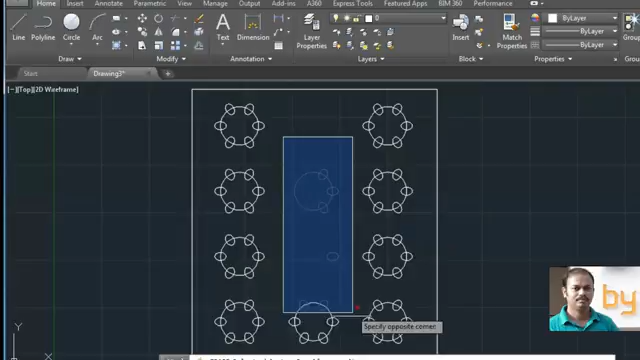 Home Insert Annotate Parametric View Manage Output Add-ins A360 Express Tools Featured Apps BIM 360 Performance
Line Polyline Circle Arc
Text Dimension
Layer Properties
0
Insert
Match Properties
ByLayer
ByLayer
ByLayer
Group
Draw Modify Annotation Layers Block Properties
Start Drawing3*
[−][Top][2D Wireframe]
Specify opposite corner:
by
Y